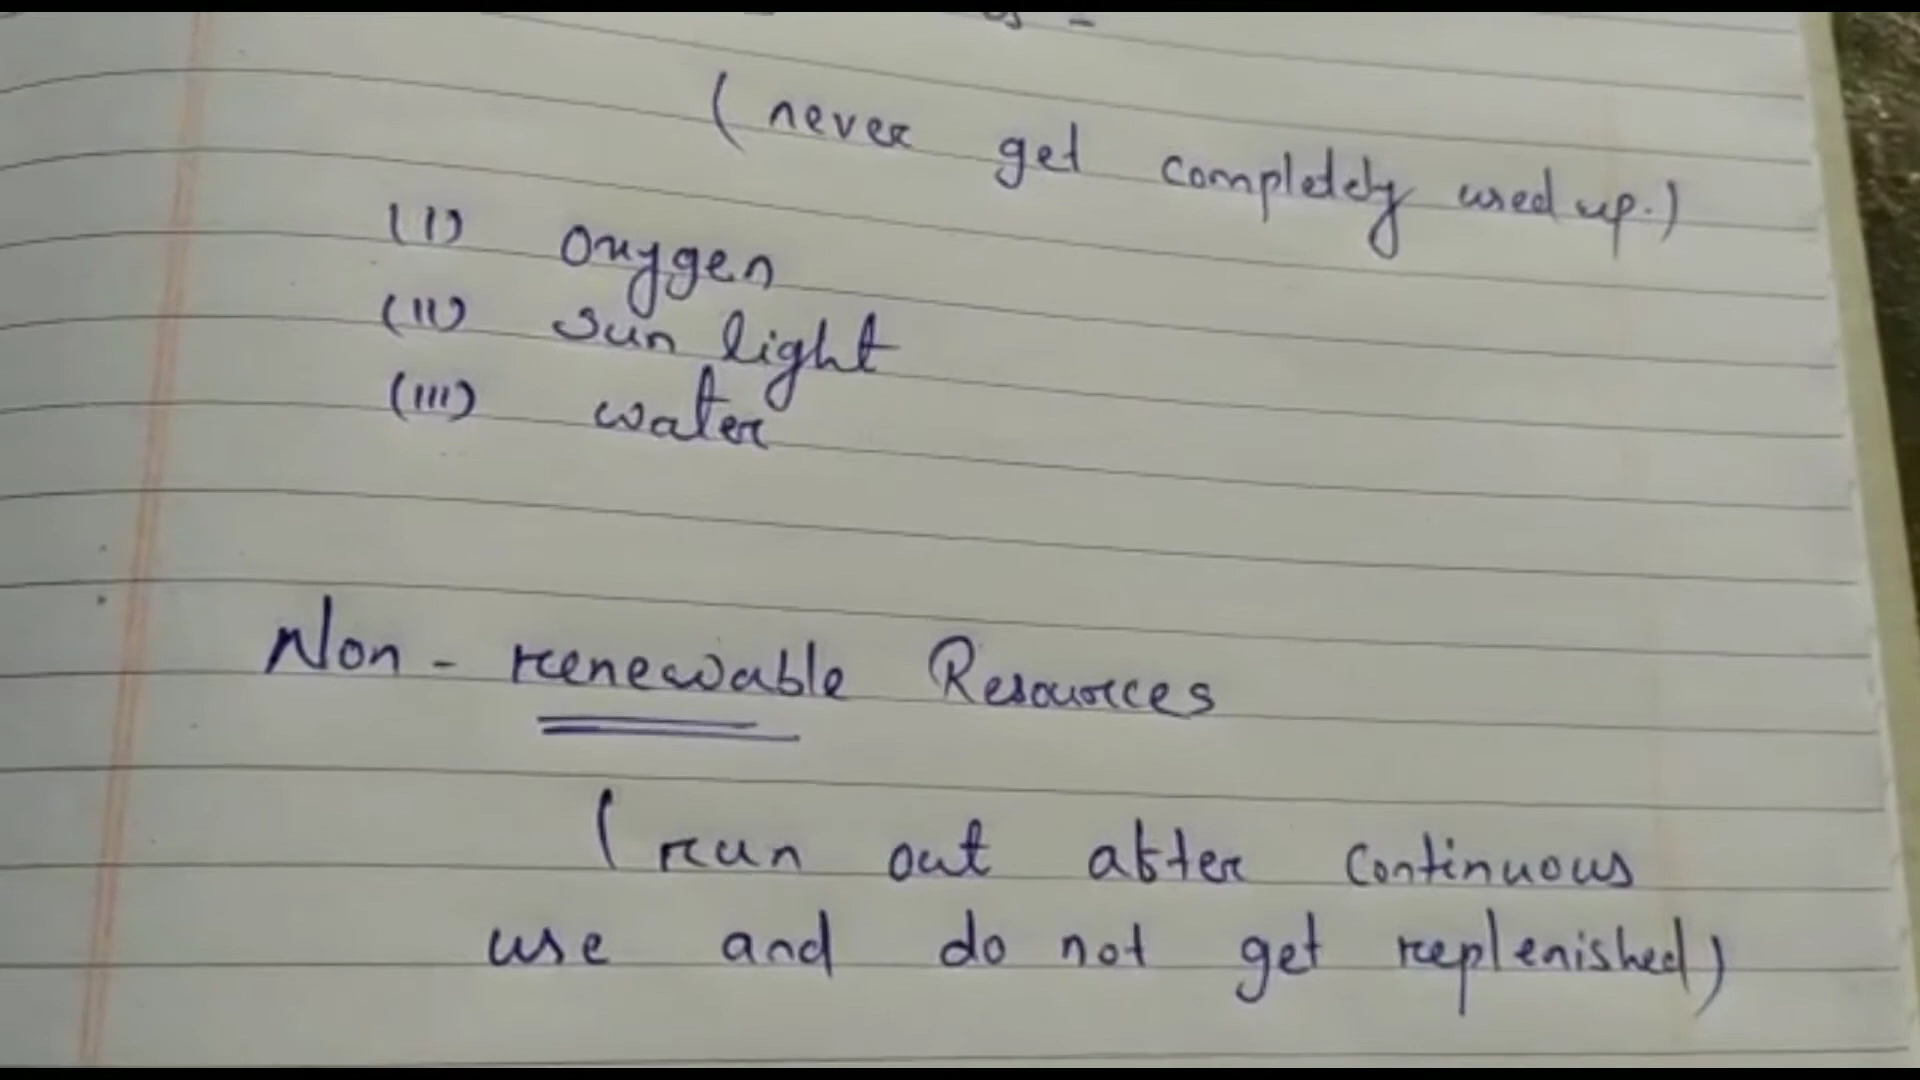 (never get completely used up.)
(I) Oxygen
(II) Sun light
(III) water
Non-renewable Resources
(run out after continuous
use and do not get replenished)